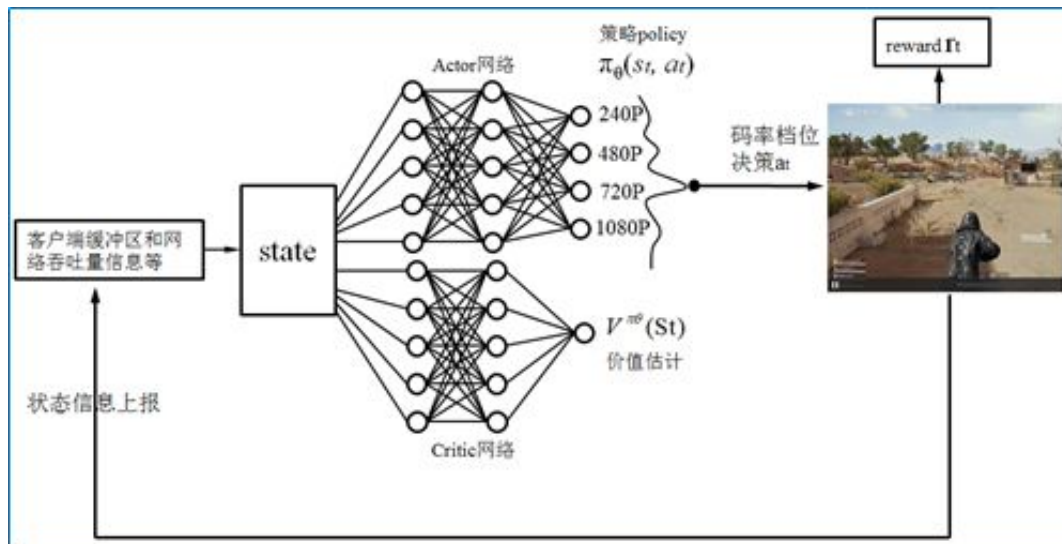 策略policy
πθ(st, at)
reward rt
Actor网络
240P
480P
720P
1080P
码率档位
决策at
客户端缓冲区和网
络吞吐量信息等
state
V^πθ(St)
价值估计
状态信息上报
Critic网络